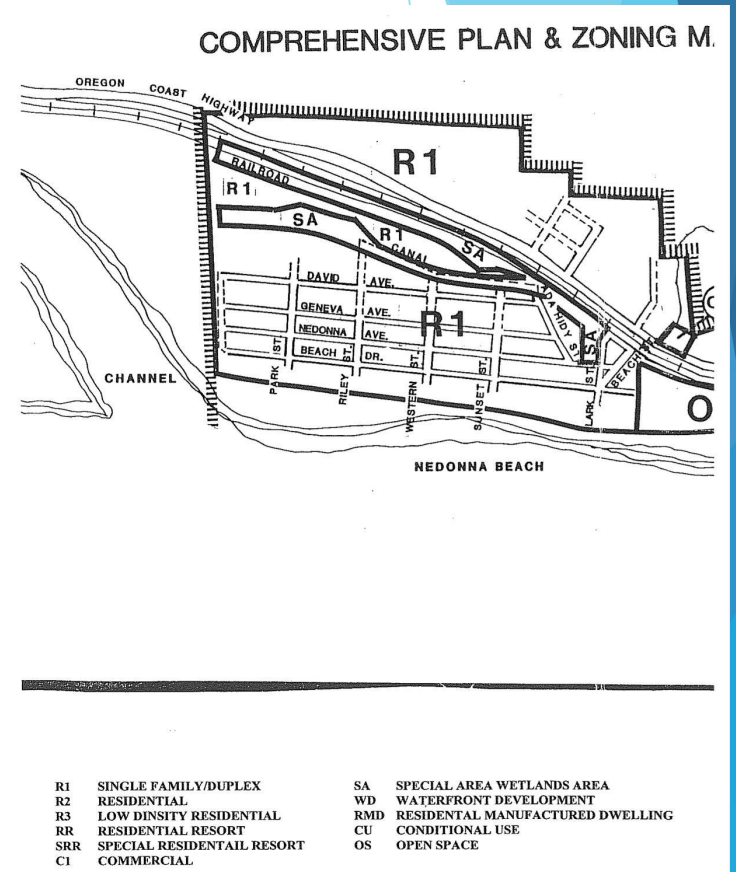 COMPREHENSIVE PLAN & ZONING M
OREGON COAST HIGHWAY
R1
RAILROAD
R1
SA
R1
SA
CANAL
DAVID AVE.
GENEVA AVE.
R1
NEDONNA AVE.
BEACH DR.
HIDY ST
SA
BEACH
PARK ST.
RILEY ST.
WESTERN ST.
SUNSET ST.
LARK ST.
CHANNEL
O
NEDONNA BEACH
R1 SINGLE FAMILY/DUPLEX
R2 RESIDENTIAL
R3 LOW DINSITY RESIDENTIAL
RR RESIDENTIAL RESORT
SRR SPECIAL RESIDENTAIL RESORT
C1 COMMERCIAL
SA SPECIAL AREA WETLANDS AREA
WD WATERFRONT DEVELOPMENT
RMD RESIDENTAL MANUFACTURED DWELLING
CU CONDITIONAL USE
OS OPEN SPACE